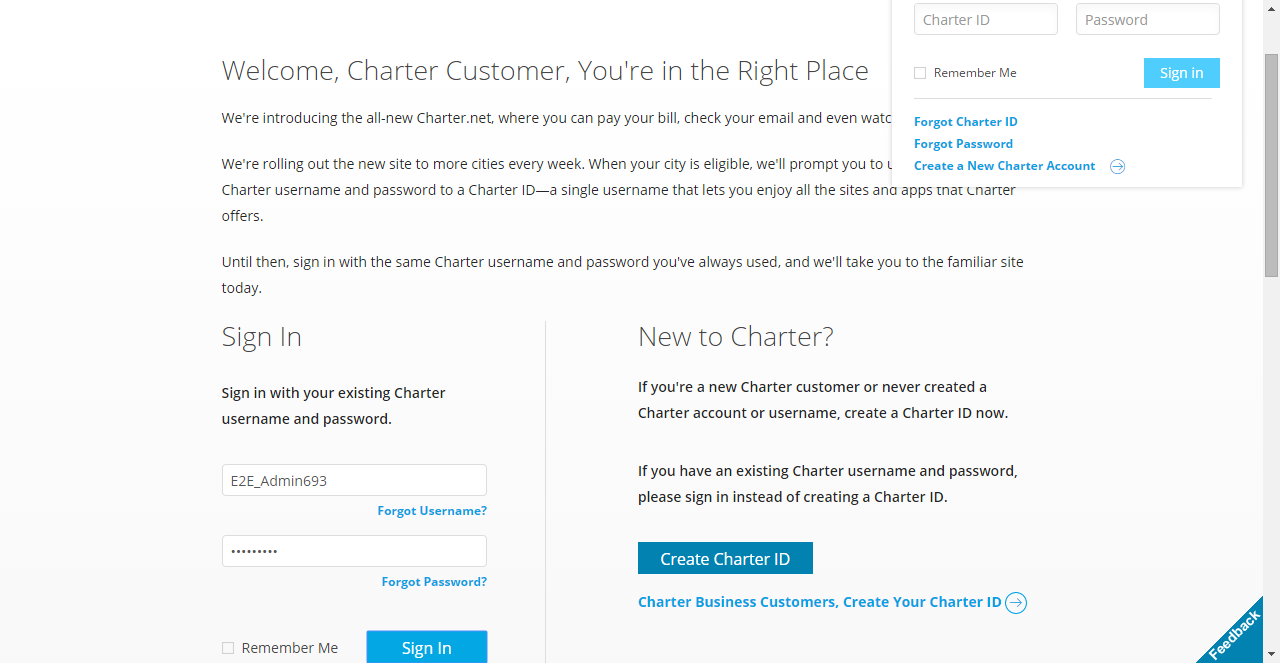 Charter ID
Password
Remember Me
Sign in
Forgot Charter ID
Forgot Password
Create a New Charter Account
Welcome, Charter Customer, You're in the Right Place
We're introducing the all-new Charter.net, where you can pay your bill, check your email and even
We're rolling out the new site to more cities every week. When your city is eligible, we'll prompt you to
Charter username and password to a Charter ID—a single username that lets you enjoy all the sites and apps that Charter
offers.
Until then, sign in with the same Charter username and password you've always used, and we'll take you to the familiar site
today.
Sign In
Sign in with your existing Charter
username and password.
E2E_Admin693
Forgot Username?
•••••••••
Forgot Password?
Remember Me
Sign In
New to Charter?
If you're a new Charter customer or never created a
Charter account or username, create a Charter ID now.
If you have an existing Charter username and password,
please sign in instead of creating a Charter ID.
Create Charter ID
Charter Business Customers, Create Your Charter ID
Feedback